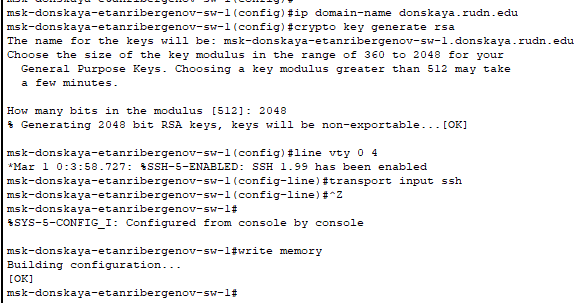 msk-donskaya-etanribergenov-sw-1(config)#
msk-donskaya-etanribergenov-sw-1(config)#ip domain-name donskaya.rudn.edu
msk-donskaya-etanribergenov-sw-1(config)#crypto key generate rsa
The name for the keys will be: msk-donskaya-etanribergenov-sw-1.donskaya.rudn.edu
Choose the size of the key modulus in the range of 360 to 2048 for your
General Purpose Keys. Choosing a key modulus greater than 512 may take
a few minutes.
How many bits in the modulus [512]: 2048
% Generating 2048 bit RSA keys, keys will be non-exportable...[OK]
msk-donskaya-etanribergenov-sw-1(config)#line vty 0 4
*Mar 1 0:3:58.727: %SSH-5-ENABLED: SSH 1.99 has been enabled
msk-donskaya-etanribergenov-sw-1(config-line)#transport input ssh
msk-donskaya-etanribergenov-sw-1(config-line)#^Z
msk-donskaya-etanribergenov-sw-1#
%SYS-5-CONFIG_I: Configured from console by console
msk-donskaya-etanribergenov-sw-1#write memory
Building configuration...
[OK]
msk-donskaya-etanribergenov-sw-1#